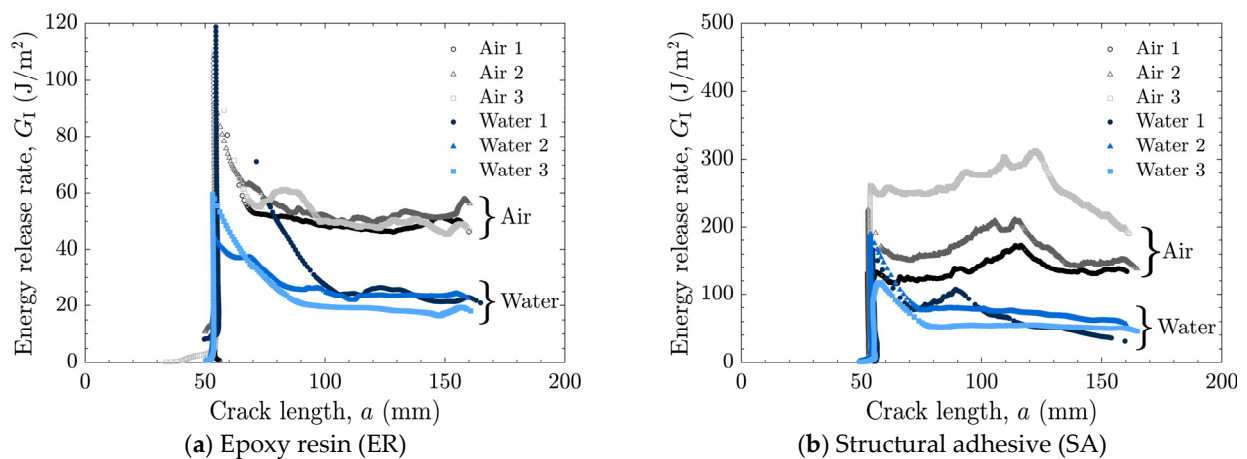 120
100
80
60
40
20
0
Energy release rate, G_I (J/m²)
Air 1
Air 2
Air 3
Water 1
Water 2
Water 3
Air
Water
0 50 100 150 200
Crack length, a (mm)
(a) Epoxy resin (ER)
500
400
300
200
100
0
Energy release rate, G_I (J/m²)
Air 1
Air 2
Air 3
Water 1
Water 2
Water 3
Air
Water
0 50 100 150 200
Crack length, a (mm)
(b) Structural adhesive (SA)